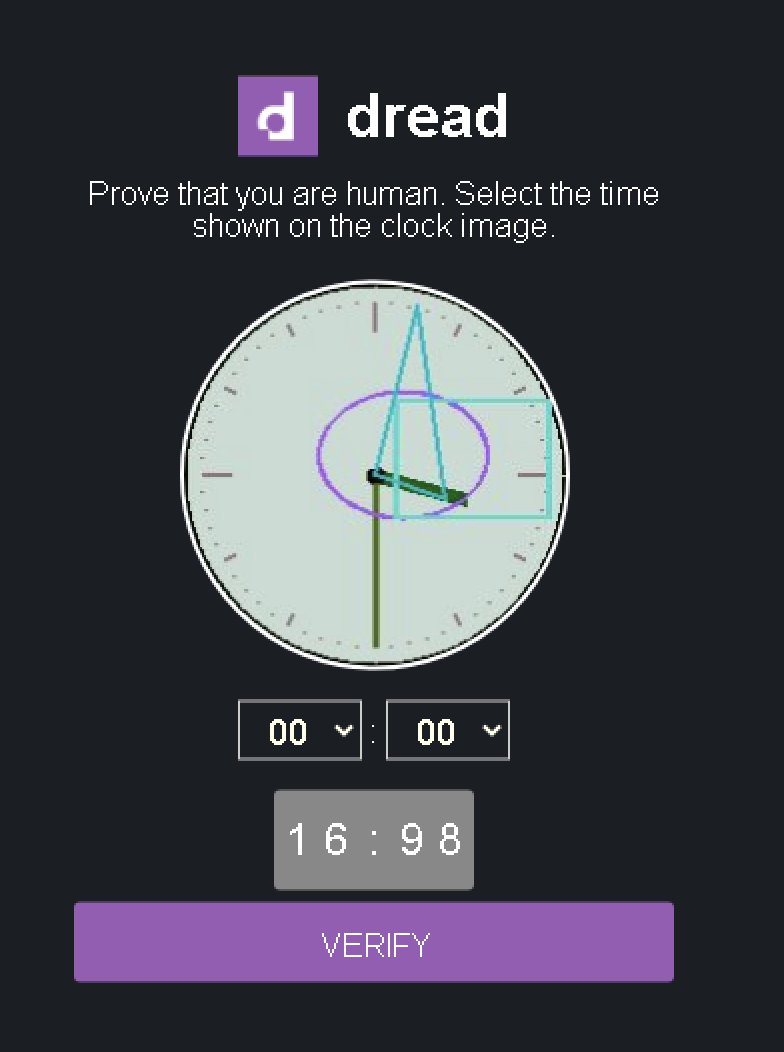 dread
Prove that you are human. Select the time
shown on the clock image.
00 : 00
16:98
VERIFY